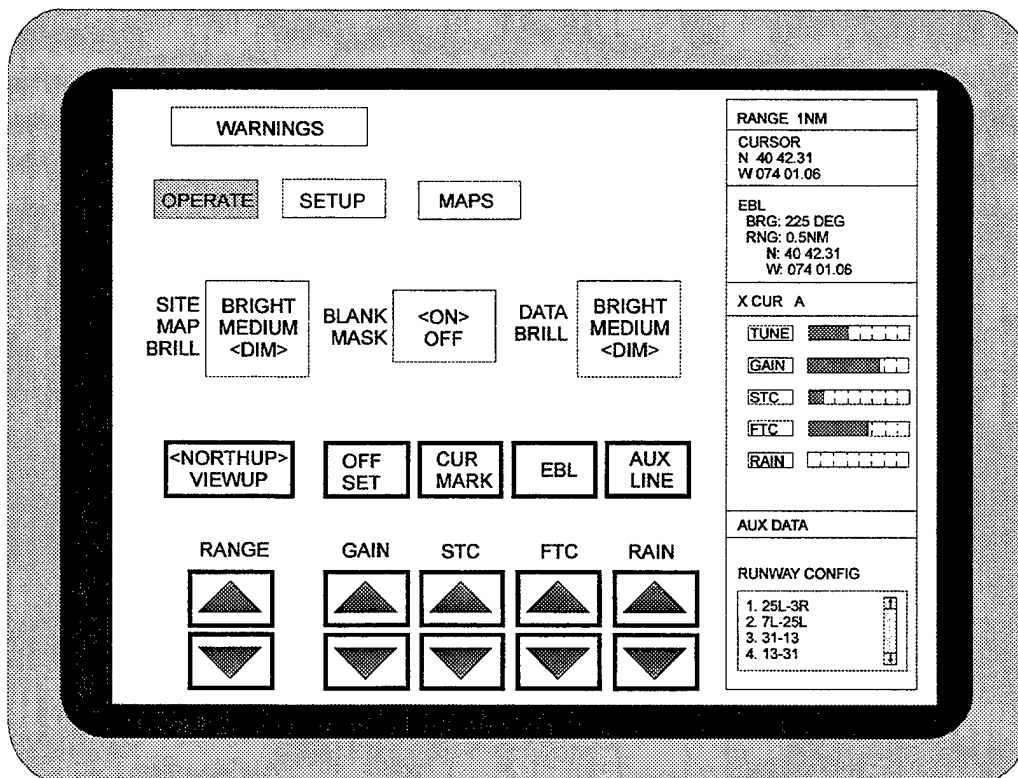 WARNINGS
OPERATE
SETUP
MAPS
SITE
MAP
BRILL
BRIGHT
MEDIUM
<DIM>
BLANK
MASK
<ON>
OFF
DATA
BRILL
BRIGHT
MEDIUM
<DIM>
<NORTHUP>
VIEWUP
OFF
SET
CUR
MARK
EBL
AUX
LINE
RANGE
GAIN
STC
FTC
RAIN
RANGE 1NM
CURSOR
N 40 42.31
W 074 01.06
EBL
BRG: 225 DEG
RNG: 0.5NM
N: 40 42.31
W: 074 01.06
X CUR A
TUNE
GAIN
STC
FTC
RAIN
AUX DATA
RUNWAY CONFIG
1. 25L-3R
2. 7L-25L
3. 31-13
4. 13-31